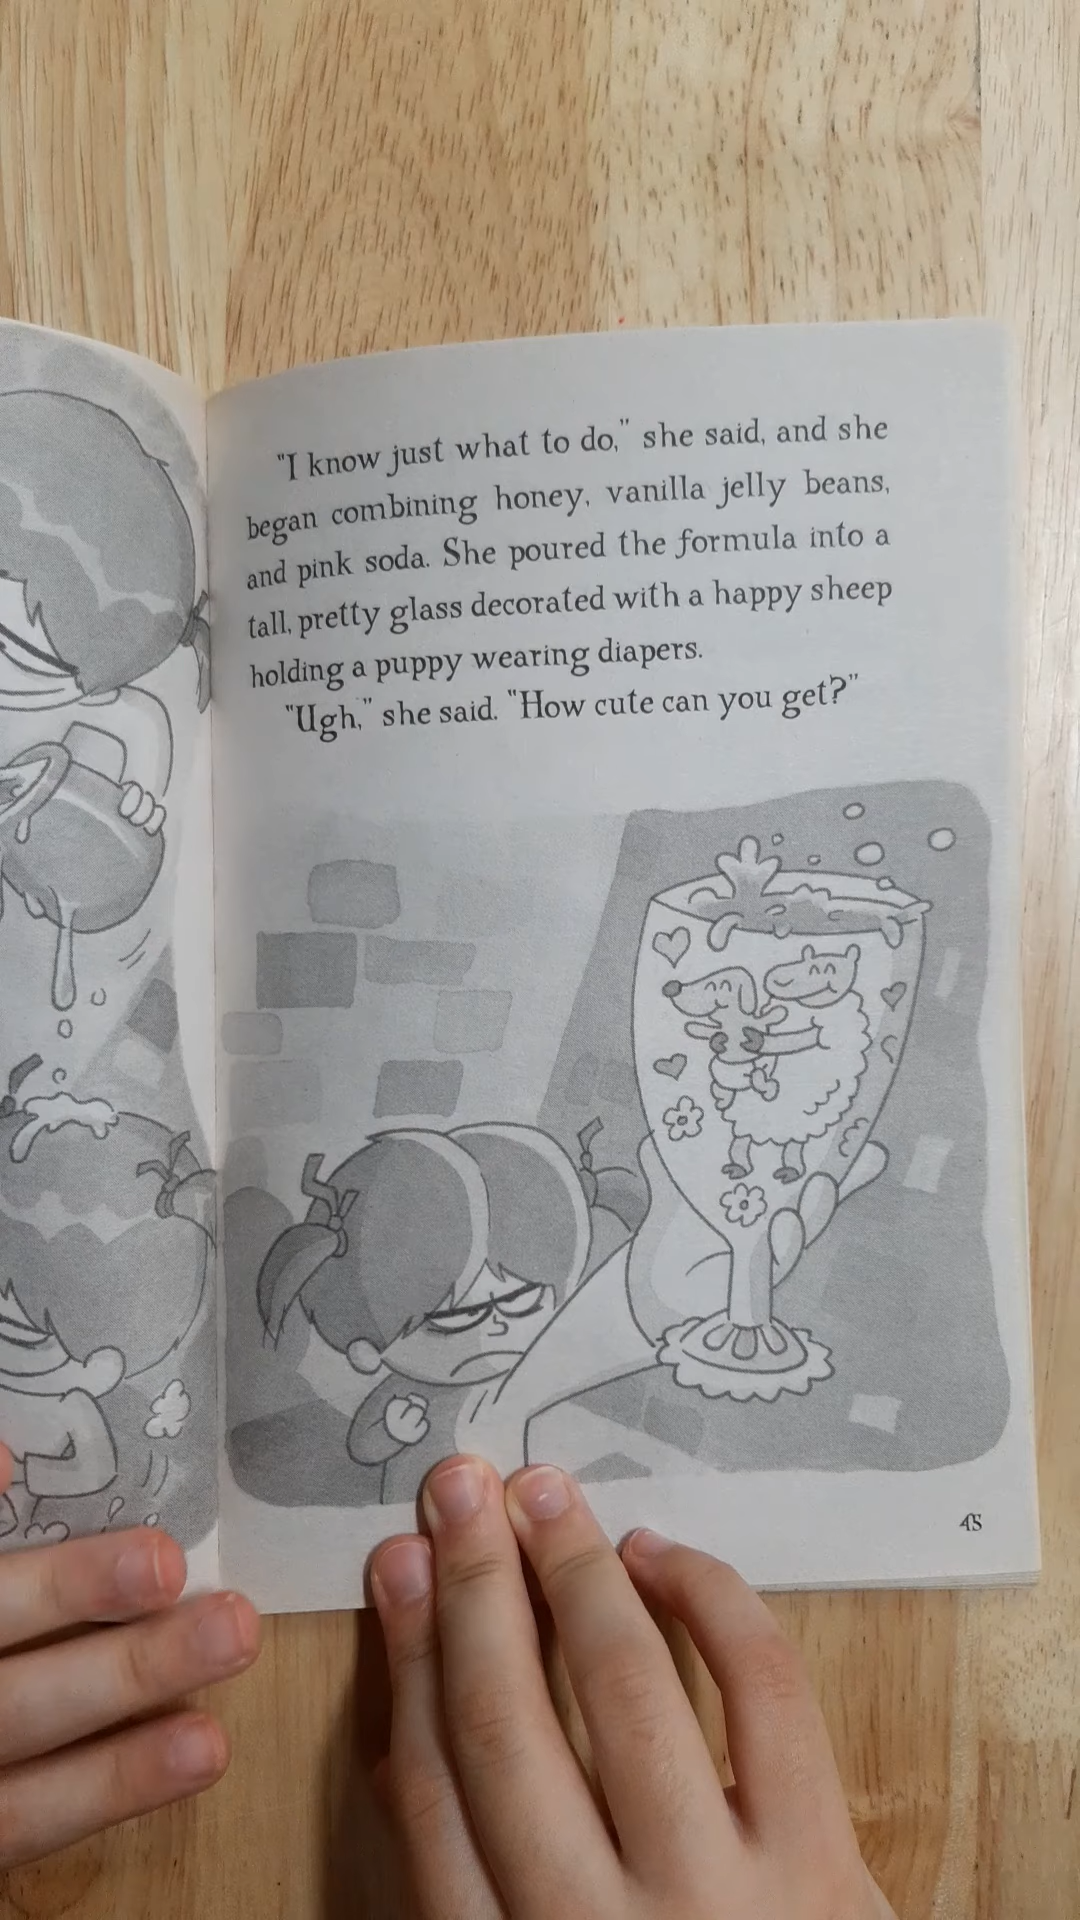 "I know just what to do," she said, and she
began combining honey, vanilla jelly beans,
and pink soda. She poured the formula into a
tall, pretty glass decorated with a happy sheep
holding a puppy wearing diapers.
"Ugh," she said. "How cute can you get?"
45